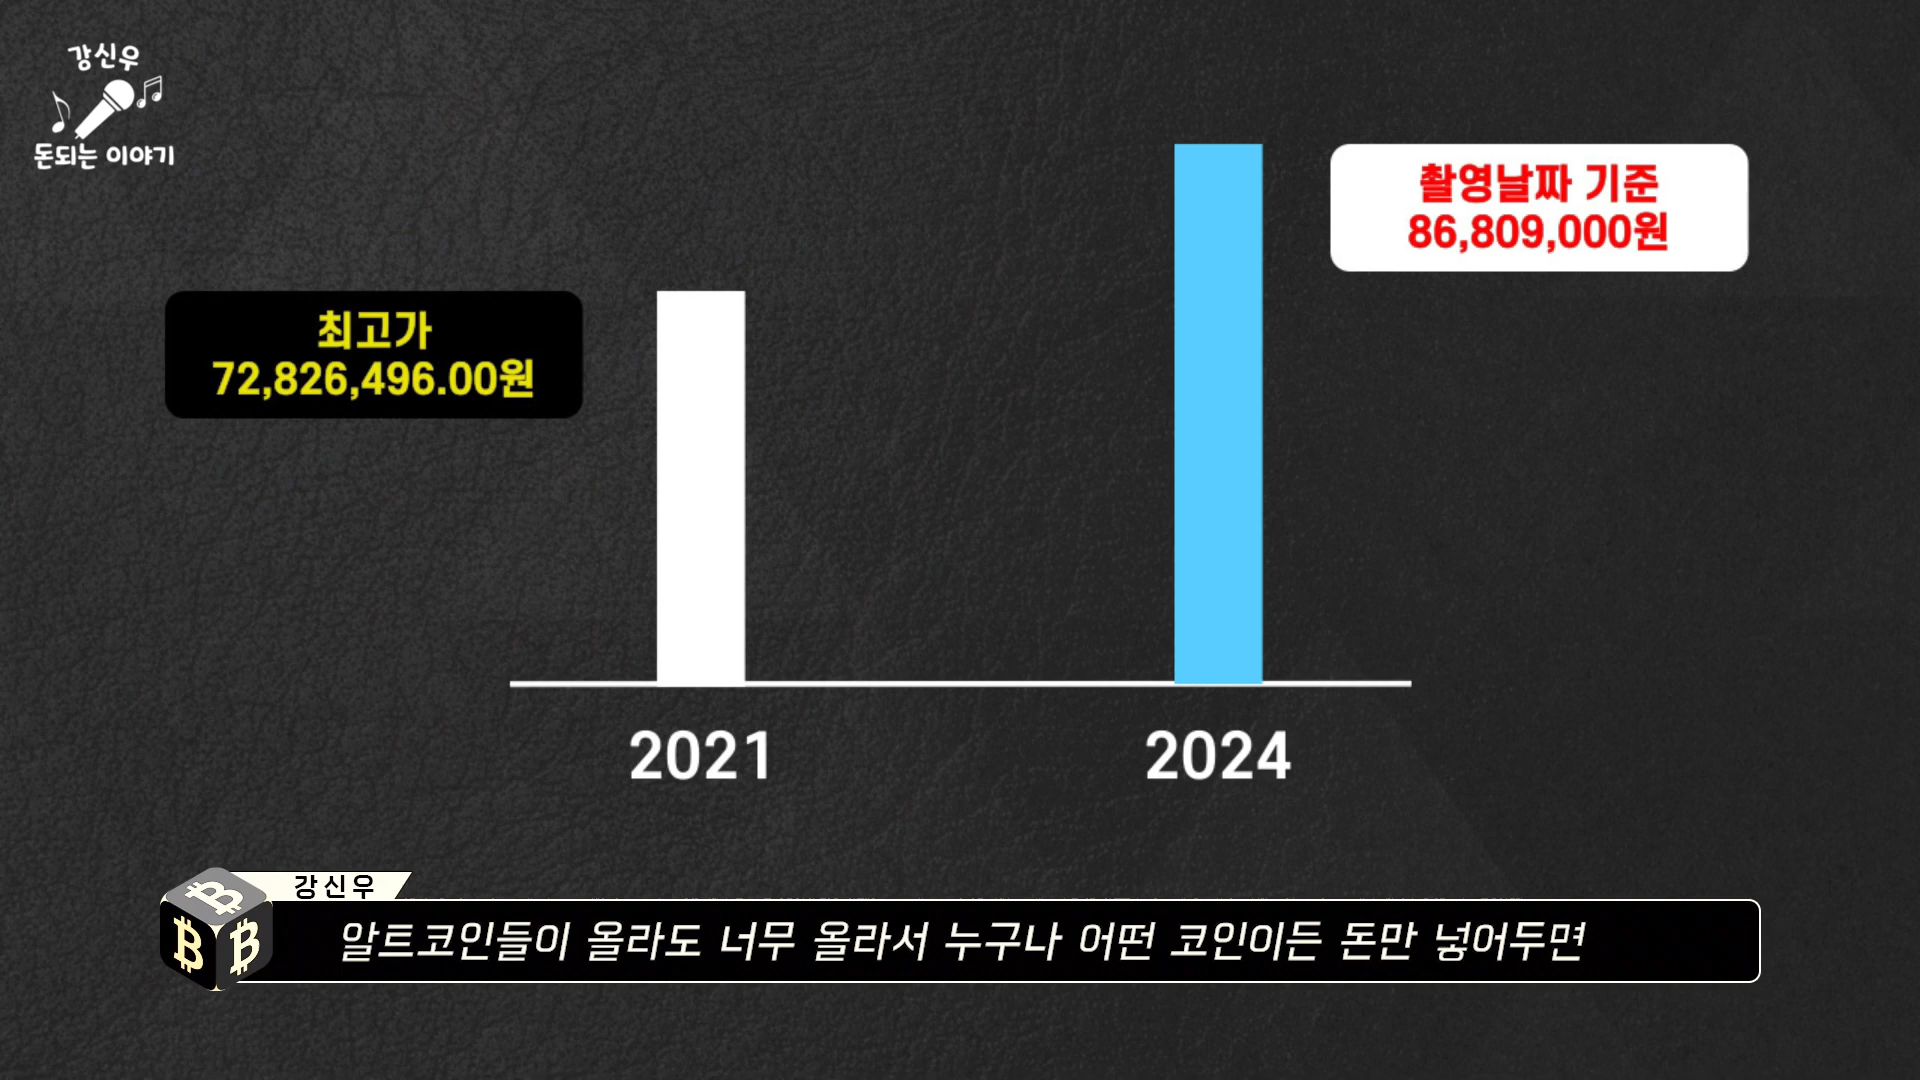 강신우
돈되는 이야기
촬영날짜 기준
86,809,000원
최고가
72,826,496.00원
2021
2024
강신우
알트코인들이 올라도 너무 올라서 누구나 어떤 코인이든 돈만 넣어두면